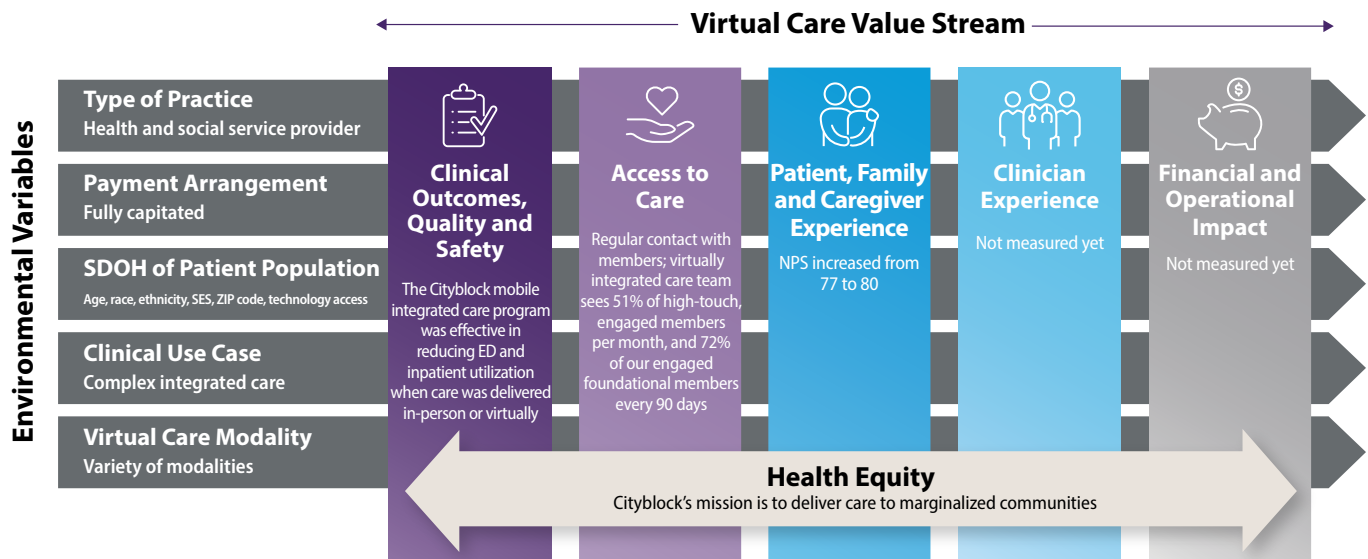 Virtual Care Value Stream
Environmental Variables
Type of Practice
Health and social service provider
Payment Arrangement
Fully capitated
SDOH of Patient Population
Age, race, ethnicity, SES, ZIP code, technology access
Clinical Use Case
Complex integrated care
Virtual Care Modality
Variety of modalities
Clinical
Outcomes,
Quality and
Safety
The Cityblock mobile
integrated care program
was effective in
reducing ED and
inpatient utilization
when care was delivered
in-person or virtually
Access to
Care
Regular contact with
members; virtually
integrated care team
sees 51% of high-touch,
engaged members
per month, and 72%
of our engaged
foundational members
every 90 days
Patient, Family
and Caregiver
Experience
NPS increased from
77 to 80
Clinician
Experience
Not measured yet
$
Financial and
Operational
Impact
Not measured yet
Health Equity
Cityblock's mission is to deliver care to marginalized communities